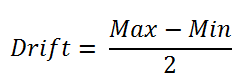 Drift = (Max − Min) / 2